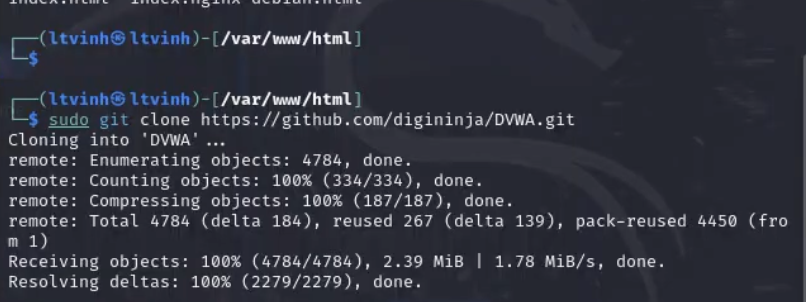 index.html  index.nginx-debian.html
┌──(ltvinh㉿ltvinh)-[/var/www/html]
└─$
┌──(ltvinh㉿ltvinh)-[/var/www/html]
└─$ sudo git clone https://github.com/digininja/DVWA.git
Cloning into 'DVWA'...
remote: Enumerating objects: 4784, done.
remote: Counting objects: 100% (334/334), done.
remote: Compressing objects: 100% (187/187), done.
remote: Total 4784 (delta 184), reused 267 (delta 139), pack-reused 4450 (fro
m 1)
Receiving objects: 100% (4784/4784), 2.39 MiB | 1.78 MiB/s, done.
Resolving deltas: 100% (2279/2279), done.